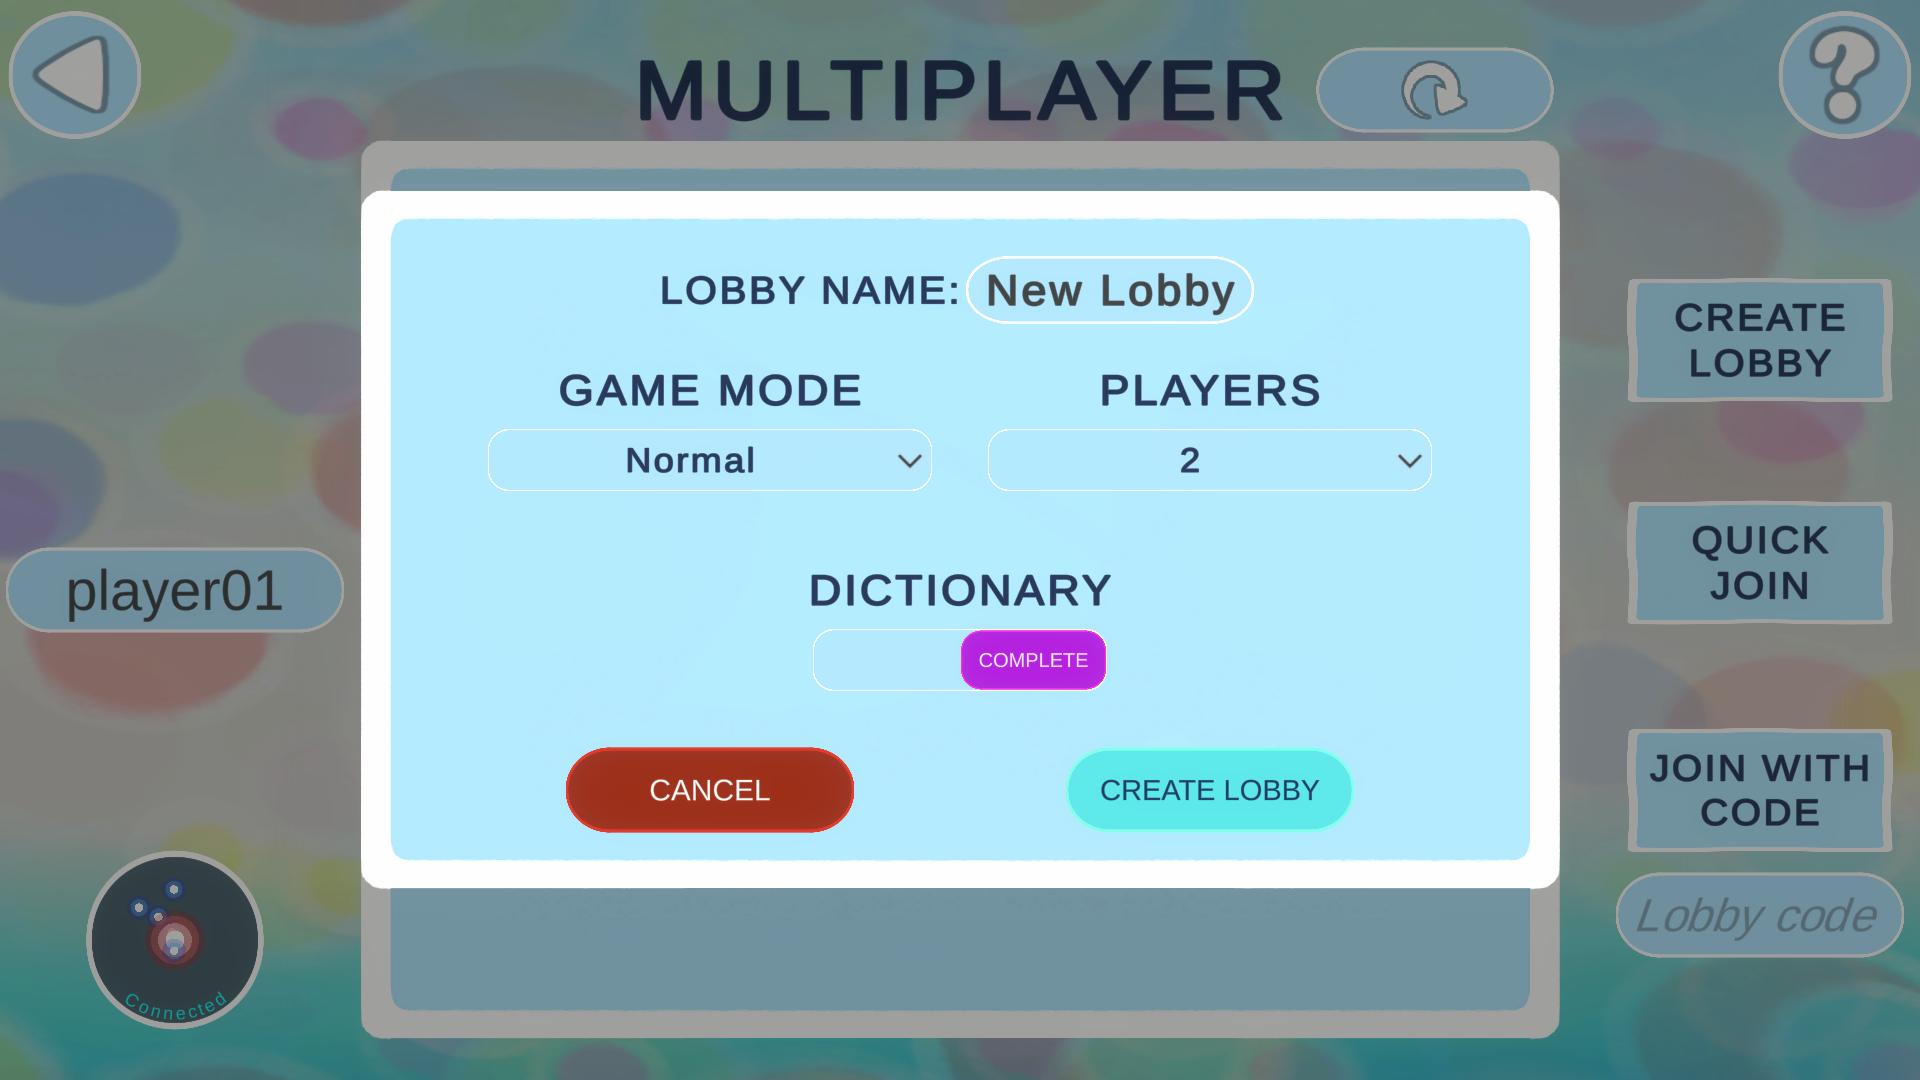 MULTIPLAYER
LOBBY NAME: New Lobby
GAME MODE
PLAYERS
Normal
2
DICTIONARY
COMPLETE
CANCEL
CREATE LOBBY
player01
Connected
CREATE
LOBBY
QUICK
JOIN
JOIN WITH
CODE
Lobby code